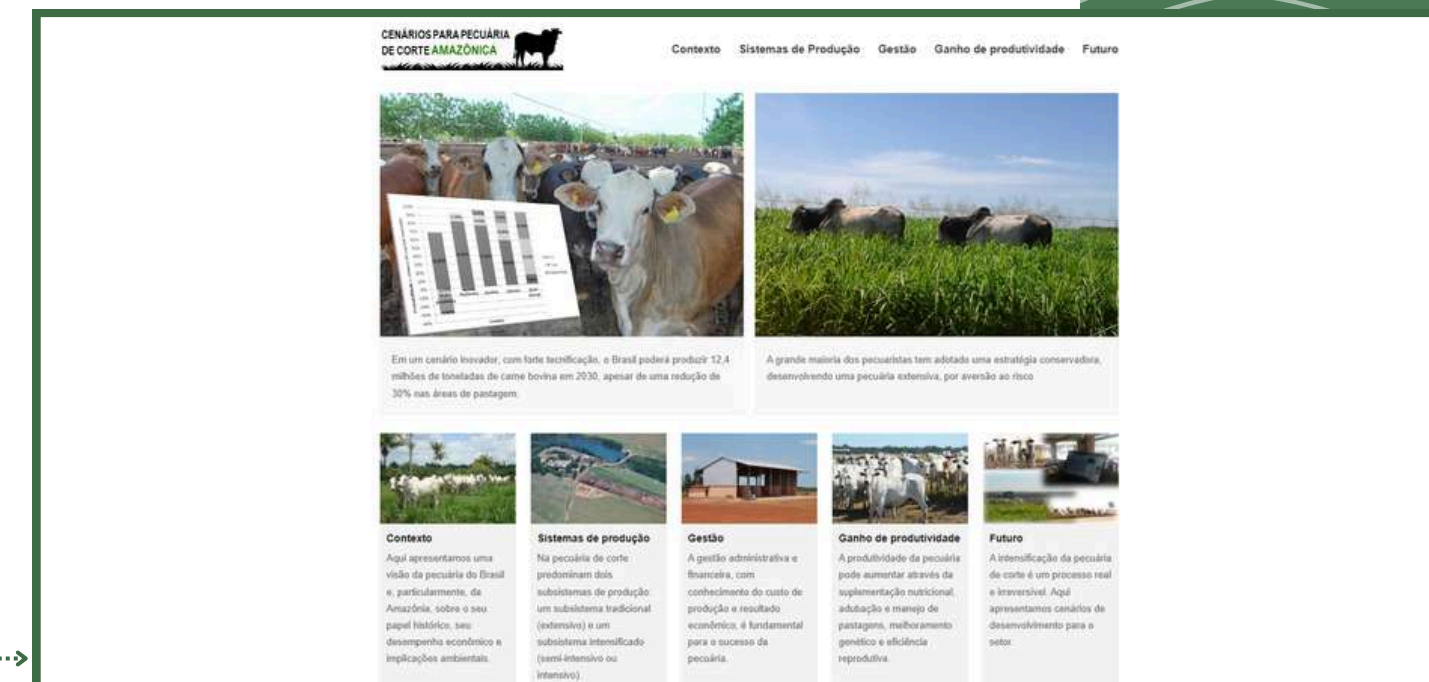 CENÁRIOS PARA PECUÁRIA
DE CORTE AMAZÔNICA
Contexto Sistemas de Produção Gestão Ganho de produtividade Futuro
Em um cenário inovador, com forte tecnificação, o Brasil poderá produzir 12,4
milhões de toneladas de carne bovina em 2030, apesar de uma redução de
30% nas áreas de pastagem.
A grande maioria dos pecuaristas tem adotado uma estratégia conservadora,
desenvolvendo uma pecuária extensiva, por aversão ao risco
Contexto
Aqui apresentamos uma
visão da pecuária do Brasil
e, particularmente, da
Amazônia, sobre o seu
papel histórico, seu
desempenho econômico e
implicações ambientais.
Sistemas de produção
Na pecuária de corte
predominam dois
subsistemas de produção:
um subsistema tradicional
(extensivo) e um
subsistema intensificado
(semi-intensivo ou
intensivo).
Gestão
A gestão administrativa e
financeira, com
conhecimento do custo de
produção e resultado
econômico, é fundamental
para o sucesso da
pecuária.
Ganho de produtividade
A produtividade da pecuária
pode aumentar através da
suplementação nutricional,
adubação e manejo de
pastagens, melhoramento
genético e eficiência
reprodutiva.
Futuro
A intensificação da pecuária
de corte é um processo real
e irreversível. Aqui
apresentamos cenários de
desenvolvimento para o
setor.